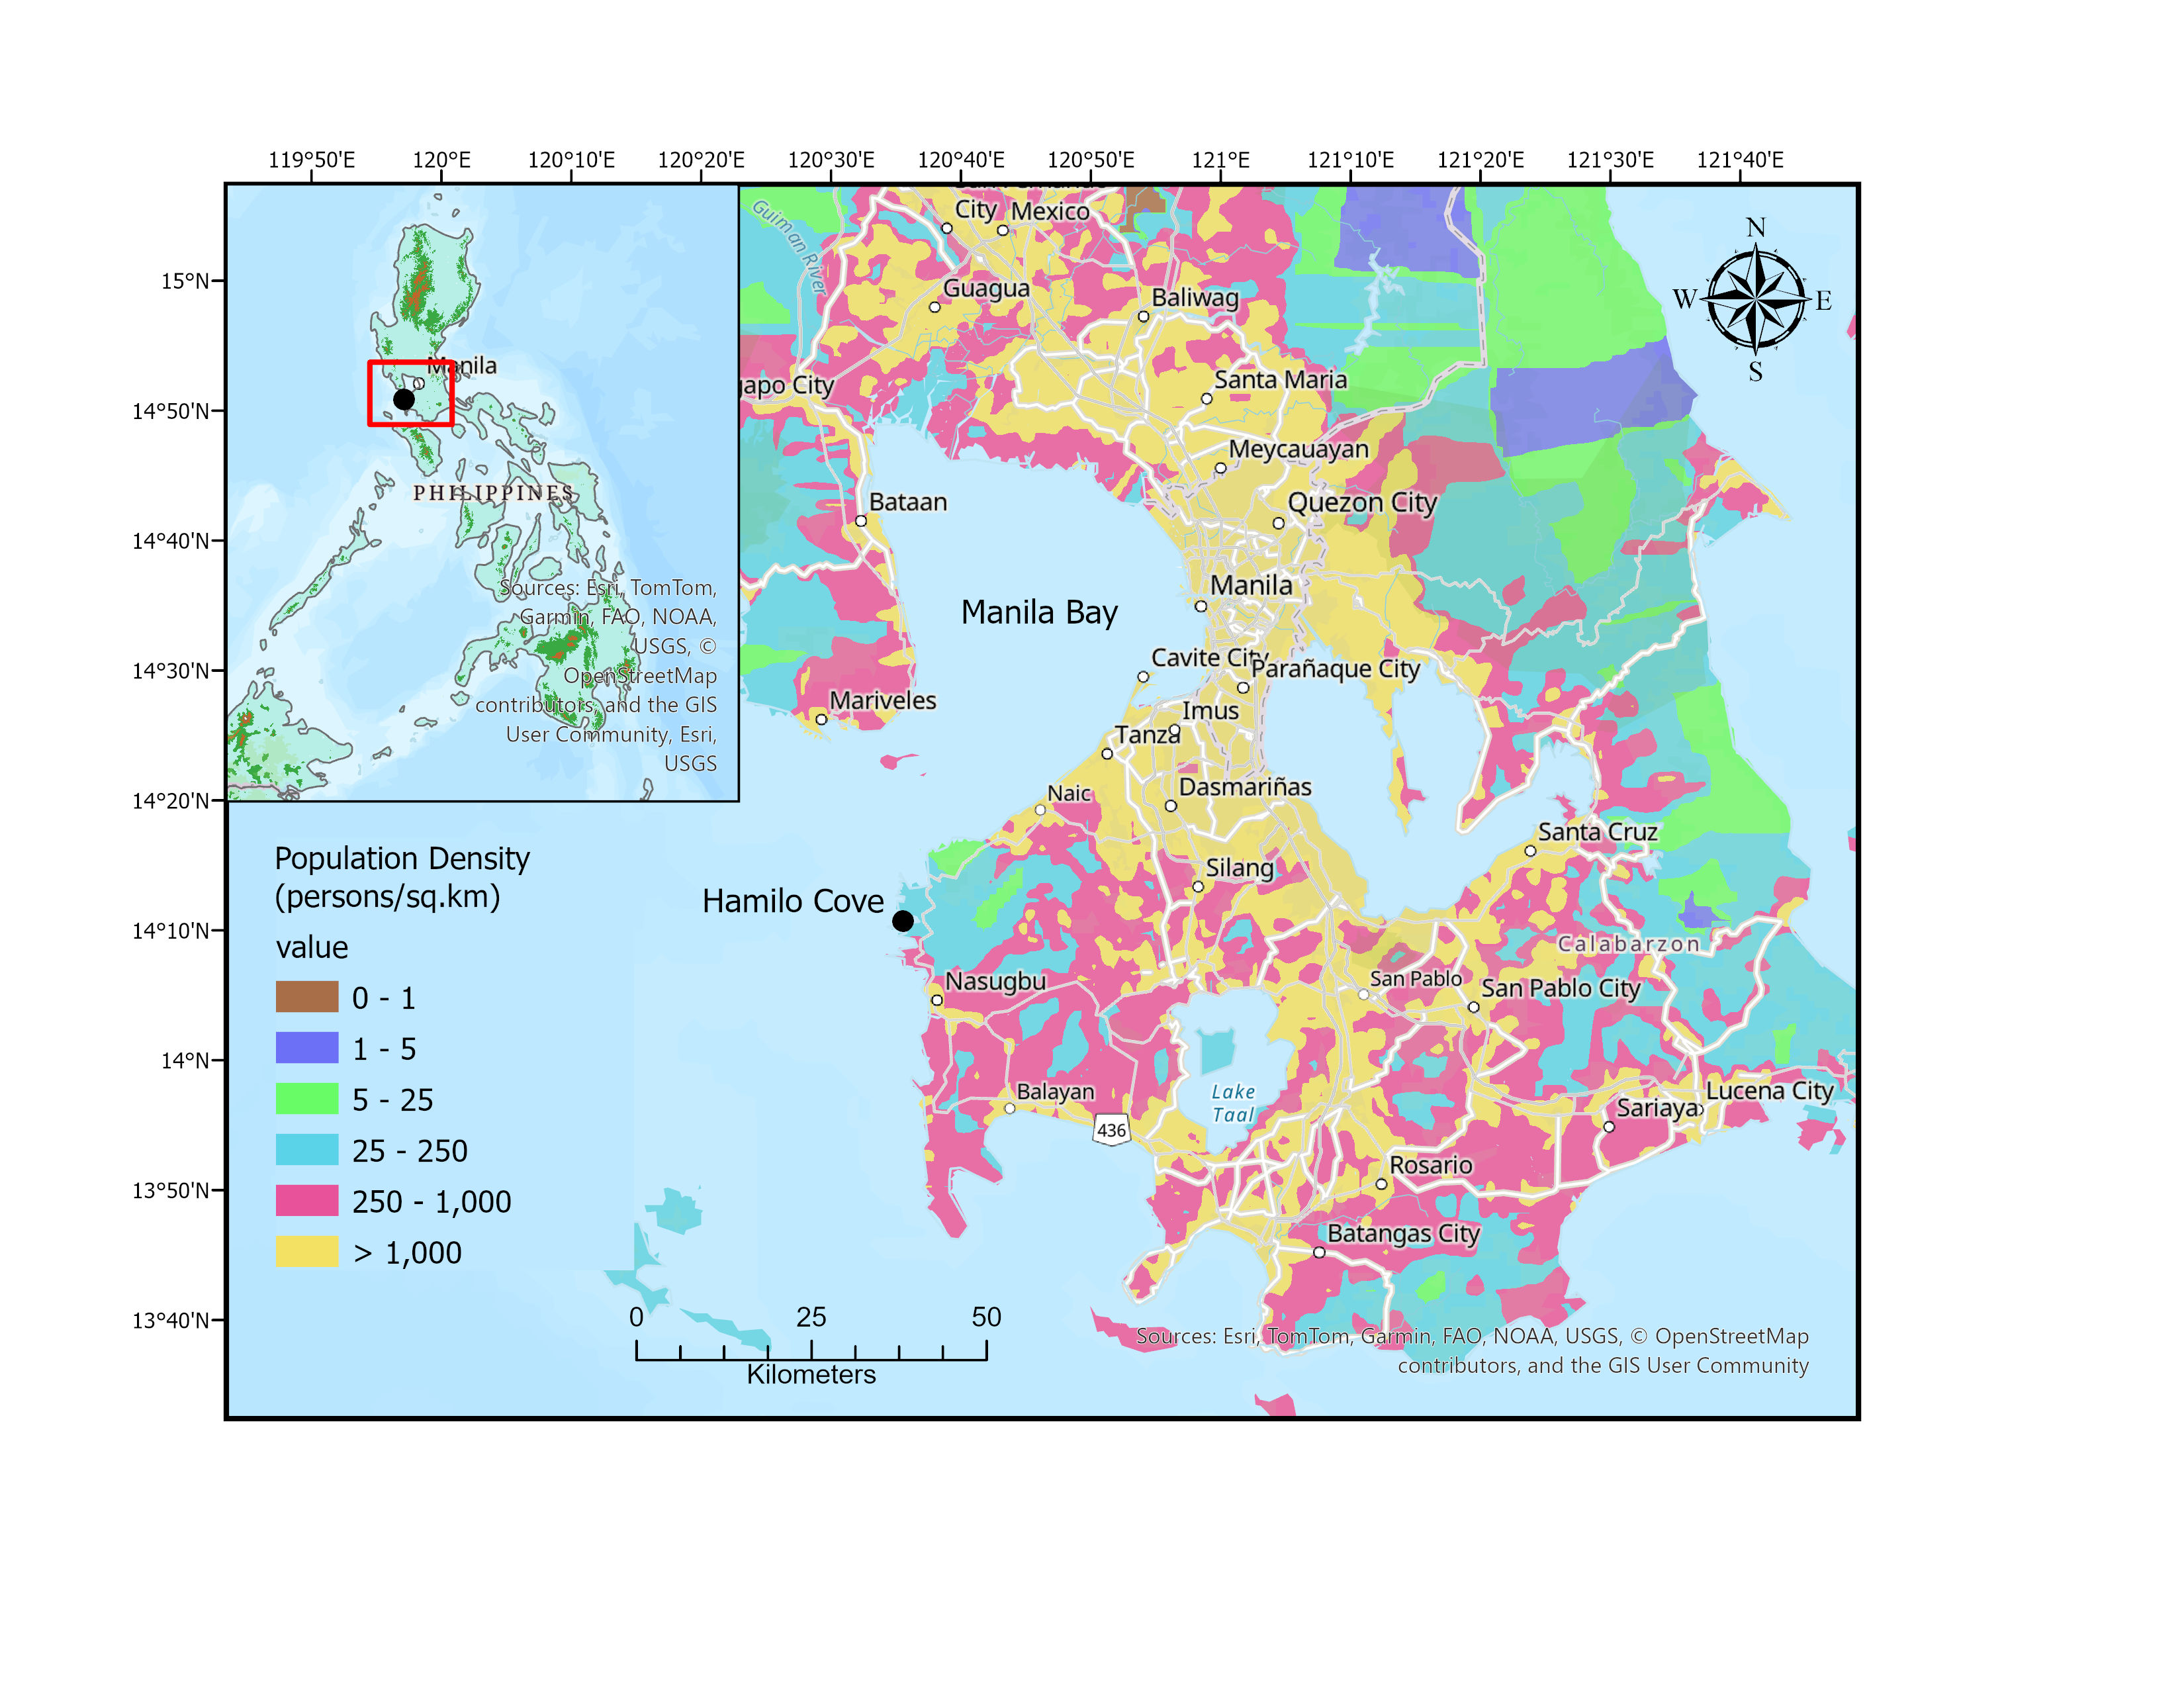 119°50'E 120°E 120°10'E 120°20'E 120°30'E 120°40'E 120°50'E 121°E 121°10'E 121°20'E 121°30'E 121°40'E
15°N
14°50'N
14°40'N
14°30'N
14°20'N
14°10'N
14°N
13°50'N
13°40'N
Manila
PHILIPPINES
Sources: Esri, TomTom,
Garmin, FAO, NOAA,
USGS, ©
OpenStreetMap
contributors, and the GIS
User Community, Esri,
USGS
N
W E
S
Guiman River
City
Mexico
Guagua
Baliwag
apo City
Santa Maria
Meycauayan
Bataan
Quezon City
Manila
Manila Bay
Cavite City
Parañaque City
Mariveles
Imus
Tanza
Dasmariñas
Naic
Santa Cruz
Silang
Hamilo Cove
Calabarzon
Nasugbu
San Pablo
San Pablo City
Lake
Taal
Balayan
436
Lucena City
Sariaya
Rosario
Batangas City
Population Density
(persons/sq.km)
value
0 - 1
1 - 5
5 - 25
25 - 250
250 - 1,000
> 1,000
0 25 50
Kilometers
Sources: Esri, TomTom, Garmin, FAO, NOAA, USGS, © OpenStreetMap
contributors, and the GIS User Community